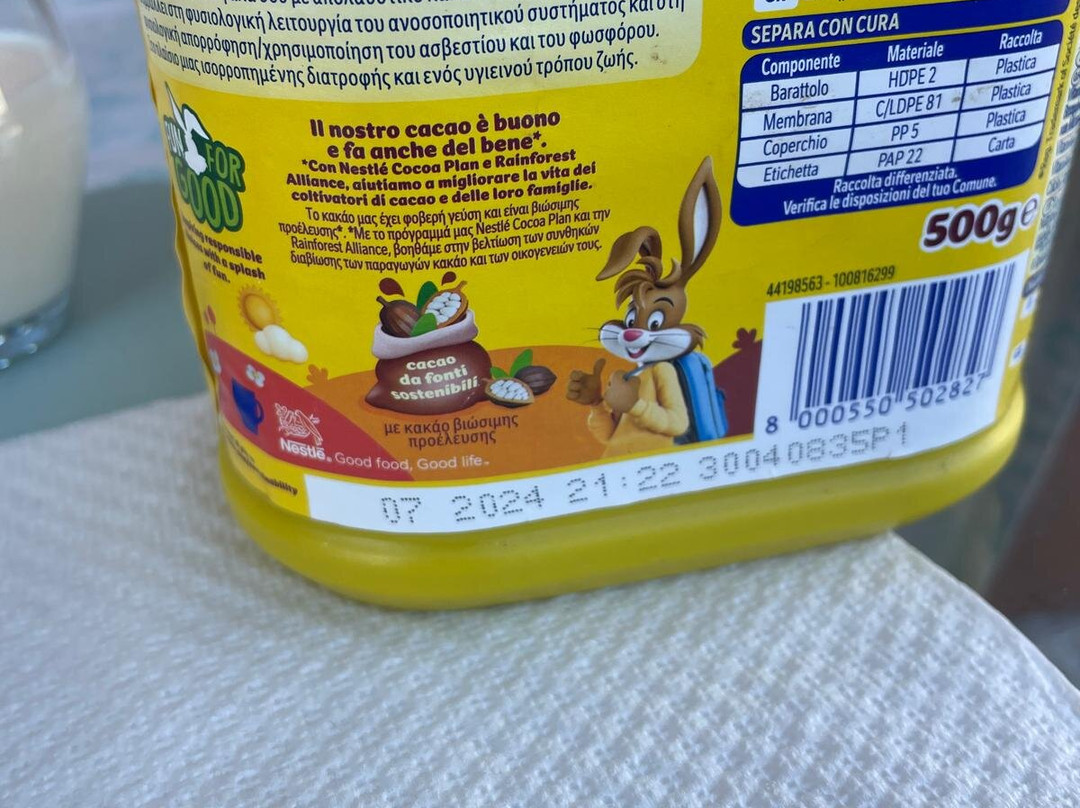 φυσιολογική λειτουργία του ανοσοποιητικού συστήματος και στη
απορρόφηση/χρησιμοποίηση του ασβεστίου και του φωσφόρου.
μιας ισορροπημένης διατροφής και ενός υγιεινού τρόπου ζωής.
FOR
responsible
with a splash
of fun.
Il nostro cacao è buono
e fa anche del bene*.
*Con Nestlé Cocoa Plan e Rainforest
Alliance, aiutiamo a migliorare la vita dei
coltivatori di cacao e delle loro famiglie.
Το κακάο μας έχει φοβερή γεύση και είναι βιώσιμης
προέλευσης*. *Με το πρόγραμμά μας Nestlé Cocoa Plan και την
Rainforest Alliance, βοηθάμε στην βελτίωση των συνθηκών
διαβίωσης των παραγωγών κακάο και των οικογενειών τους.
cacao
da fonti
sostenibili
με κακάο βιώσιμης
προέλευσης
Nestlé. Good food, Good life.
SEPARA CON CURA
Componente Materiale Raccolta
Barattolo HDPE 2 Plastica
Membrana C/LDPE 81 Plastica
Coperchio PP 5 Plastica
Etichetta PAP 22 Carta
Raccolta differenziata.
Verifica le disposizioni del tuo Comune.
500g e
44198563 - 100816299
8 000550 502827
07 2024 21:22 30040835P1